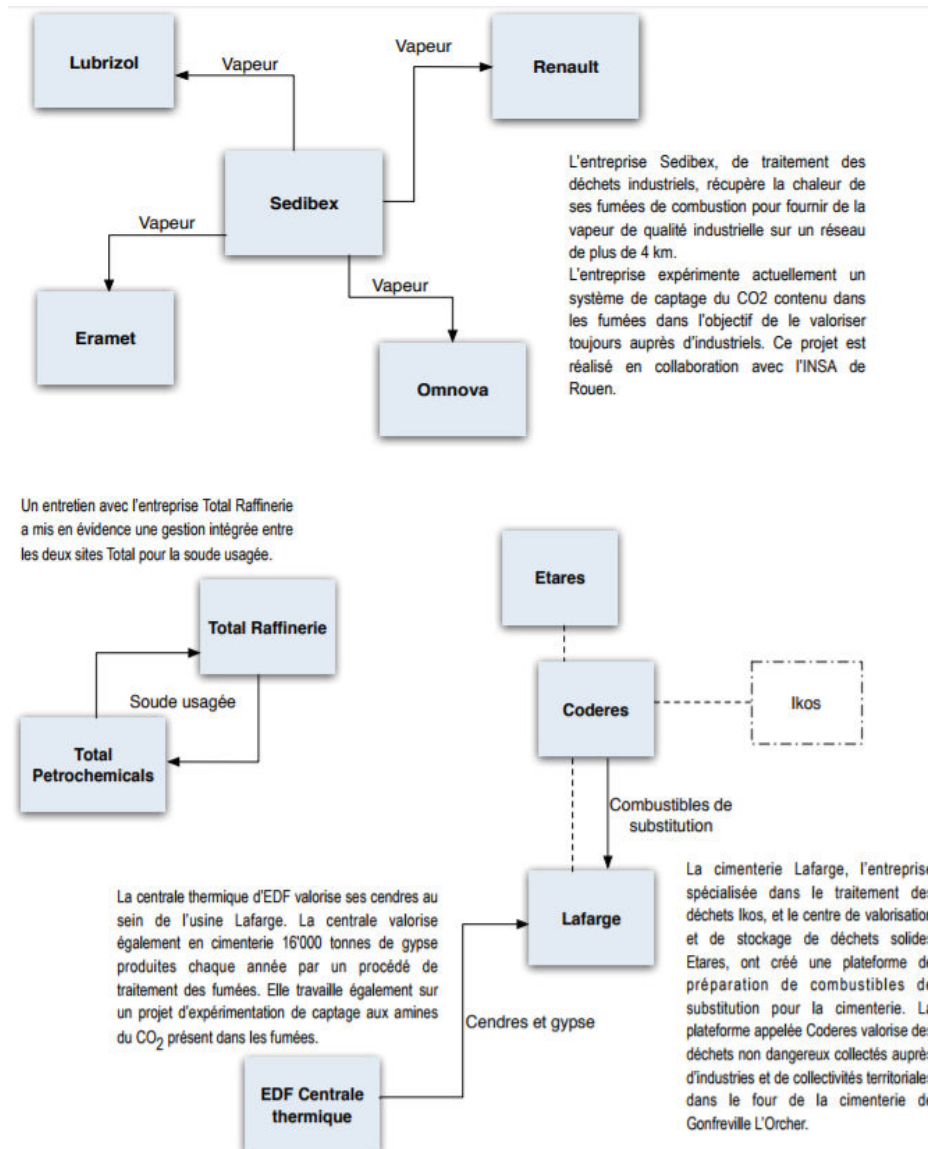 Lubrizol
Vapeur
Vapeur
Renault
Sedibex
Vapeur
Vapeur
Eramet
Omnova
L'entreprise Sedibex, de traitement des
déchets industriels, récupère la chaleur de
ses fumées de combustion pour fournir de la
vapeur de qualité industrielle sur un réseau
de plus de 4 km.
L'entreprise expérimente actuellement un
système de captage du CO2 contenu dans
les fumées dans l'objectif de le valoriser
toujours auprès d'industriels. Ce projet est
réalisé en collaboration avec l'INSA de
Rouen.
Un entretien avec l'entreprise Total Raffinerie
a mis en évidence une gestion intégrée entre
les deux sites Total pour la soude usagée.
Total Raffinerie
Soude usagée
Total
Petrochemicals
Etares
Coderes
Ikos
Combustibles de
substitution
Lafarge
La centrale thermique d'EDF valorise ses cendres au
sein de l'usine Lafarge. La centrale valorise
également en cimenterie 16'000 tonnes de gypse
produites chaque année par un procédé de
traitement des fumées. Elle travaille également sur
un projet d'expérimentation de captage aux amines
du CO2 présent dans les fumées.
Cendres et gypse
EDF Centrale
thermique
La cimenterie Lafarge, l'entreprise
spécialisée dans le traitement des
déchets Ikos, et le centre de valorisation
et de stockage de déchets solides
Etares, ont créé une plateforme de
préparation de combustibles de
substitution pour la cimenterie. La
plateforme appelée Coderes valorise des
déchets non dangereux collectés auprès
d'industries et de collectivités territoriales
dans le four de la cimenterie de
Gonfreville L'Orcher.